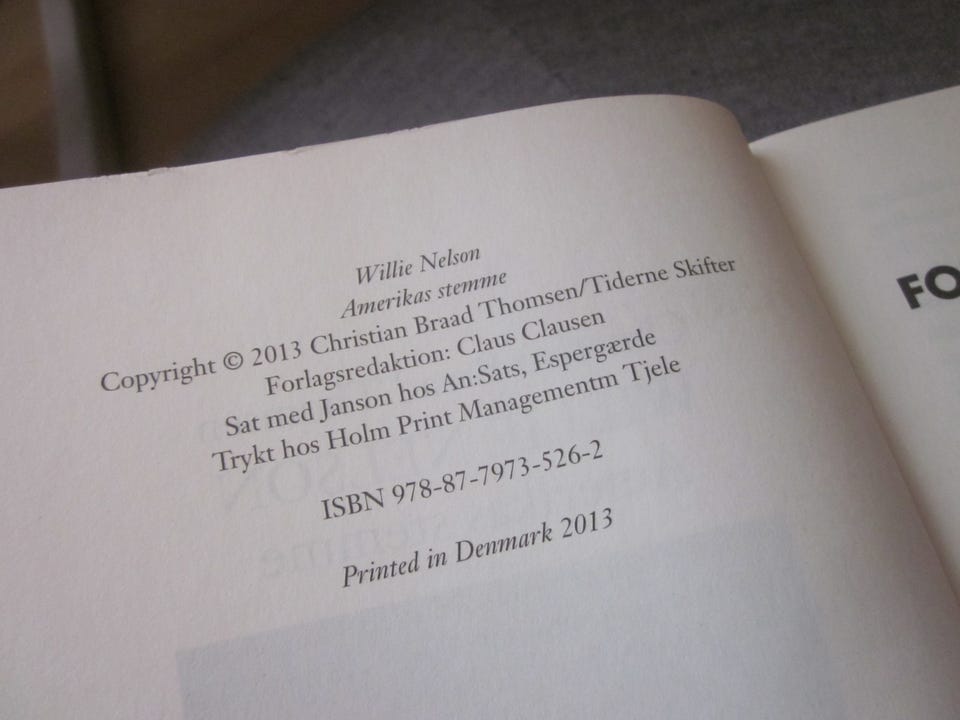 Willie Nelson
Amerikas stemme
Copyright © 2013 Christian Braad Thomsen/Tiderne Skifter
Forlagsredaktion: Claus Clausen
Sat med Janson hos An:Sats, Espergærde
Trykt hos Holm Print Managementm Tjele
ISBN 978-87-7973-526-2
Printed in Denmark 2013
FO